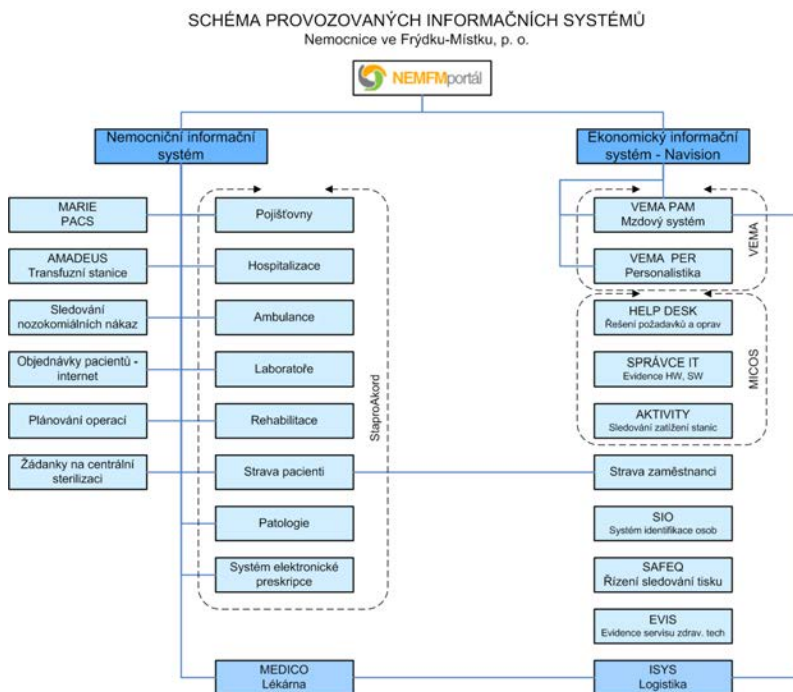 SCHÉMA PROVOZOVANÝCH INFORMAČNÍCH SYSTÉMŮ
Nemocnice ve Frýdku-Místku, p. o.
NEMFMportál
Nemocniční informační
systém
Ekonomický informační
systém - Navision
MARIE
PACS
AMADEUS
Transfuzní stanice
Sledování
nozokomiálních nákaz
Objednávky pacientů -
internet
Plánování operací
Žádanky na centrální
sterilizaci
Pojišťovny
Hospitalizace
Ambulance
Laboratoře
Rehabilitace
Strava pacienti
Patologie
Systém elektronické
preskripce
MEDICO
Lékárna
StaproAkord
VEMA PAM
Mzdový systém
VEMA PER
Personalistika
VEMA
HELP DESK
Řešení požadavků a oprav
SPRÁVCE IT
Evidence HW, SW
AKTIVITY
Sledování zatížení stanic
MICOS
Strava zaměstnanci
SIO
Systém identifikace osob
SAFEQ
Řízení sledování tisku
EVIS
Evidence servisu zdrav. tech
ISYS
Logistika